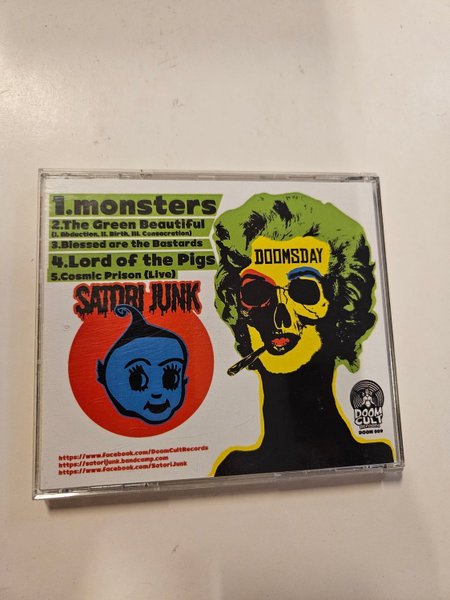 1.monsters
2.The Green Beautiful
(I. Abduction, II. Birth, III. Consecration)
3.Blessed are the Bastards
4.Lord of the Pigs
5.Cosmic Prison (Live)
SATORI JUNK
DOOMSDAY
DOOM
CULT
DOOM 009
https://www.facebook.com/DoomCultRecords
https://satorijunk.bandcamp.com
https://www.facebook.com/SatoriJunk